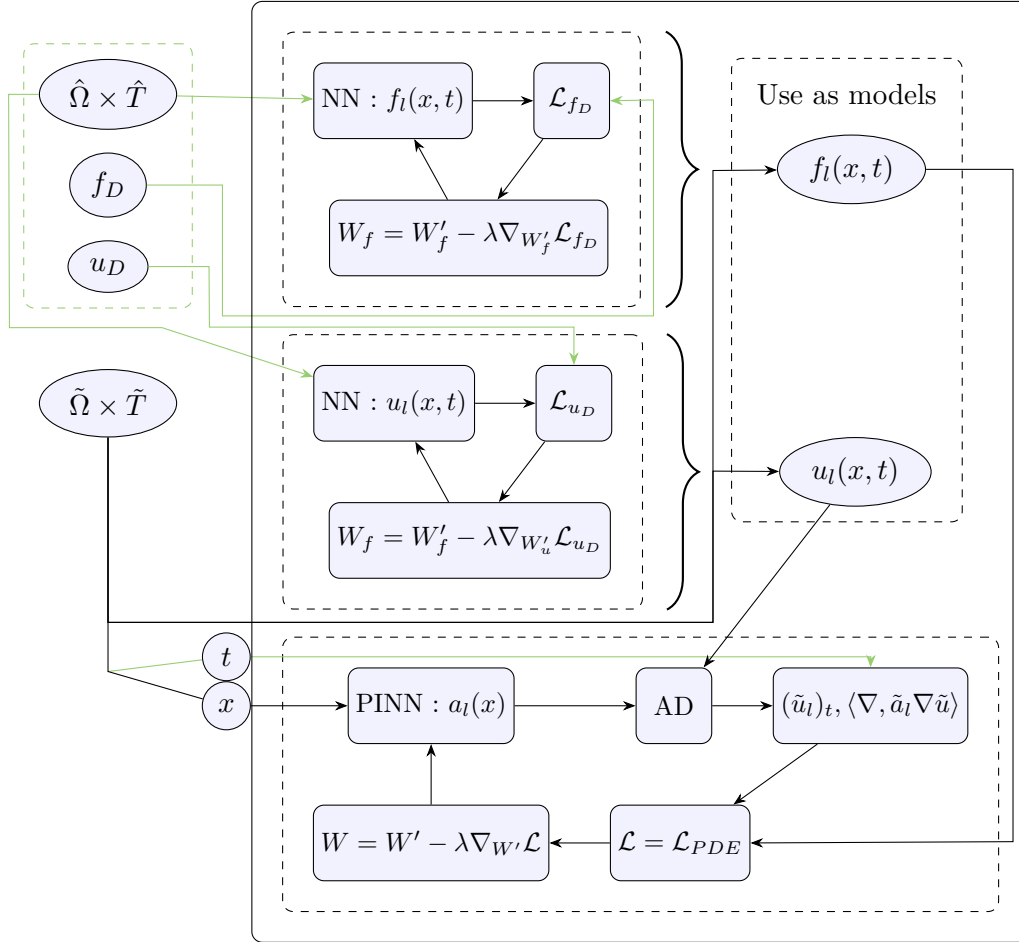 Ω̂ × T̂
f_D
u_D
Ω̃ × T̃
NN : f_l(x, t)
ℒ_{f_D}
W_f = W'_f − λ∇_{W'_f} ℒ_{f_D}
NN : u_l(x, t)
ℒ_{u_D}
W_f = W'_f − λ∇_{W'_u} ℒ_{u_D}
Use as models
f_l(x, t)
u_l(x, t)
t
x
PINN : a_l(x)
AD
(ũ_l)_t, ⟨∇, ã_l∇ũ⟩
W = W' − λ∇_{W'} ℒ
ℒ = ℒ_{PDE}